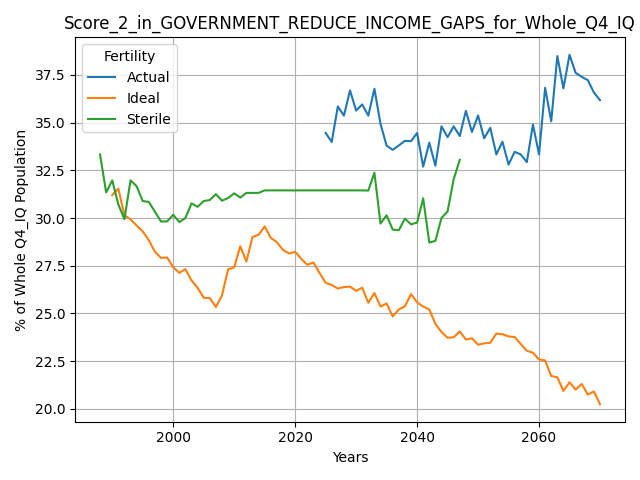 Score_2_in_GOVERNMENT_REDUCE_INCOME_GAPS_for_Whole_Q4_IQ
Fertility
Actual
Ideal
Sterile
% of Whole Q4_IQ Population
37.5
35.0
32.5
30.0
27.5
25.0
22.5
20.0
2000
2020
2040
2060
Years